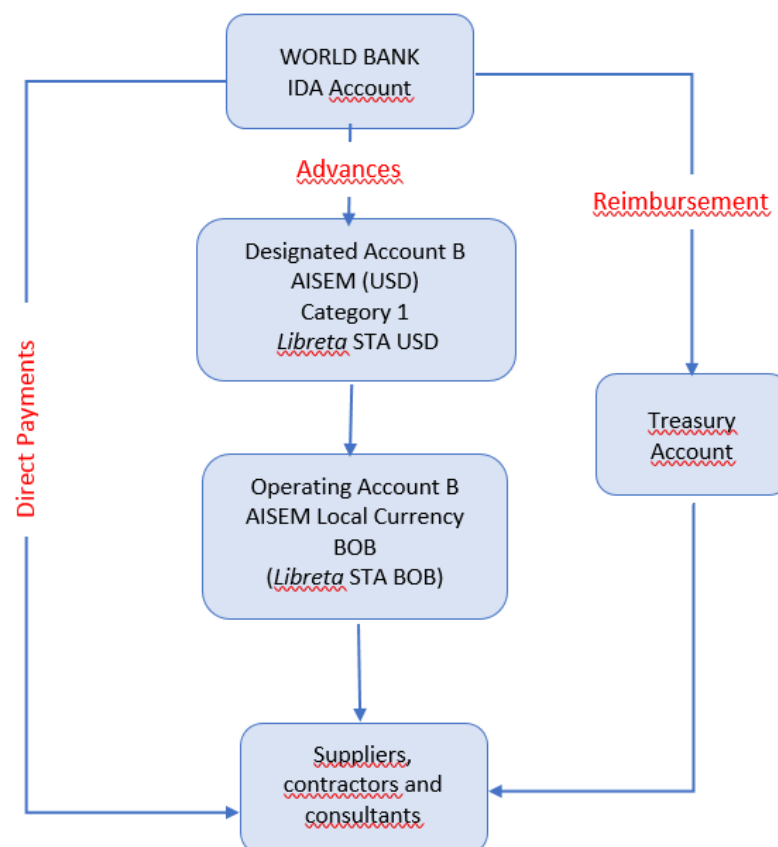 WORLD BANK
IDA Account
Advances
Reimbursement
Designated Account B
AISEM (USD)
Category 1
Libreta STA USD
Direct Payments
Treasury
Account
Operating Account B
AISEM Local Currency
BOB
(Libreta STA BOB)
Suppliers,
contractors and
consultants